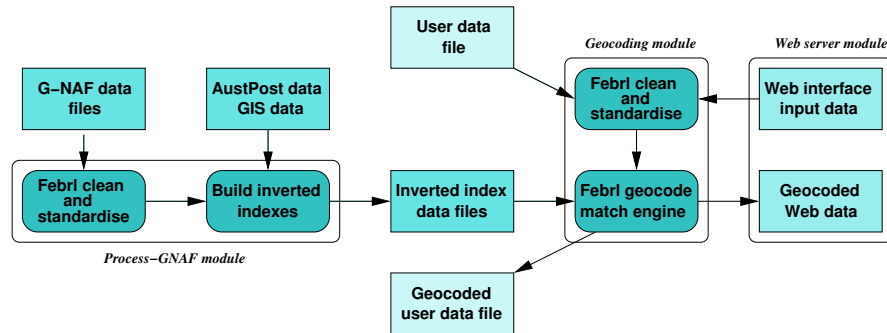 User data
file
Geocoding module
Web server module
G−NAF data
files
AustPost data
GIS data
Febrl clean
and
standardise
Web interface
input data
Febrl clean
and
standardise
Build inverted
indexes
Inverted index
data files
Febrl geocode
match engine
Geocoded
Web data
Process−GNAF module
Geocoded
user data file